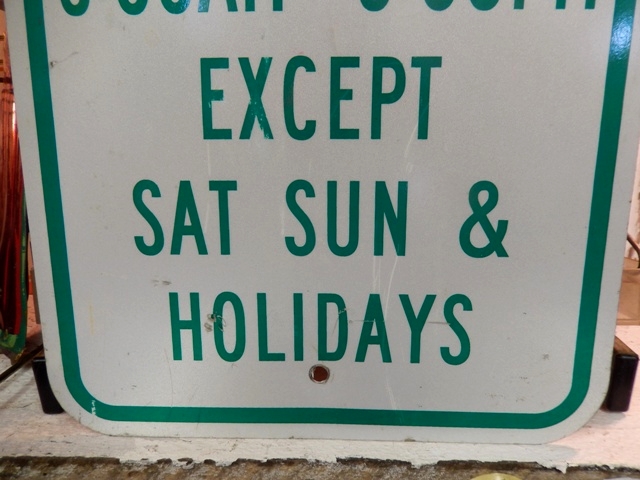 EXCEPT
SAT SUN &
HOLIDAYS